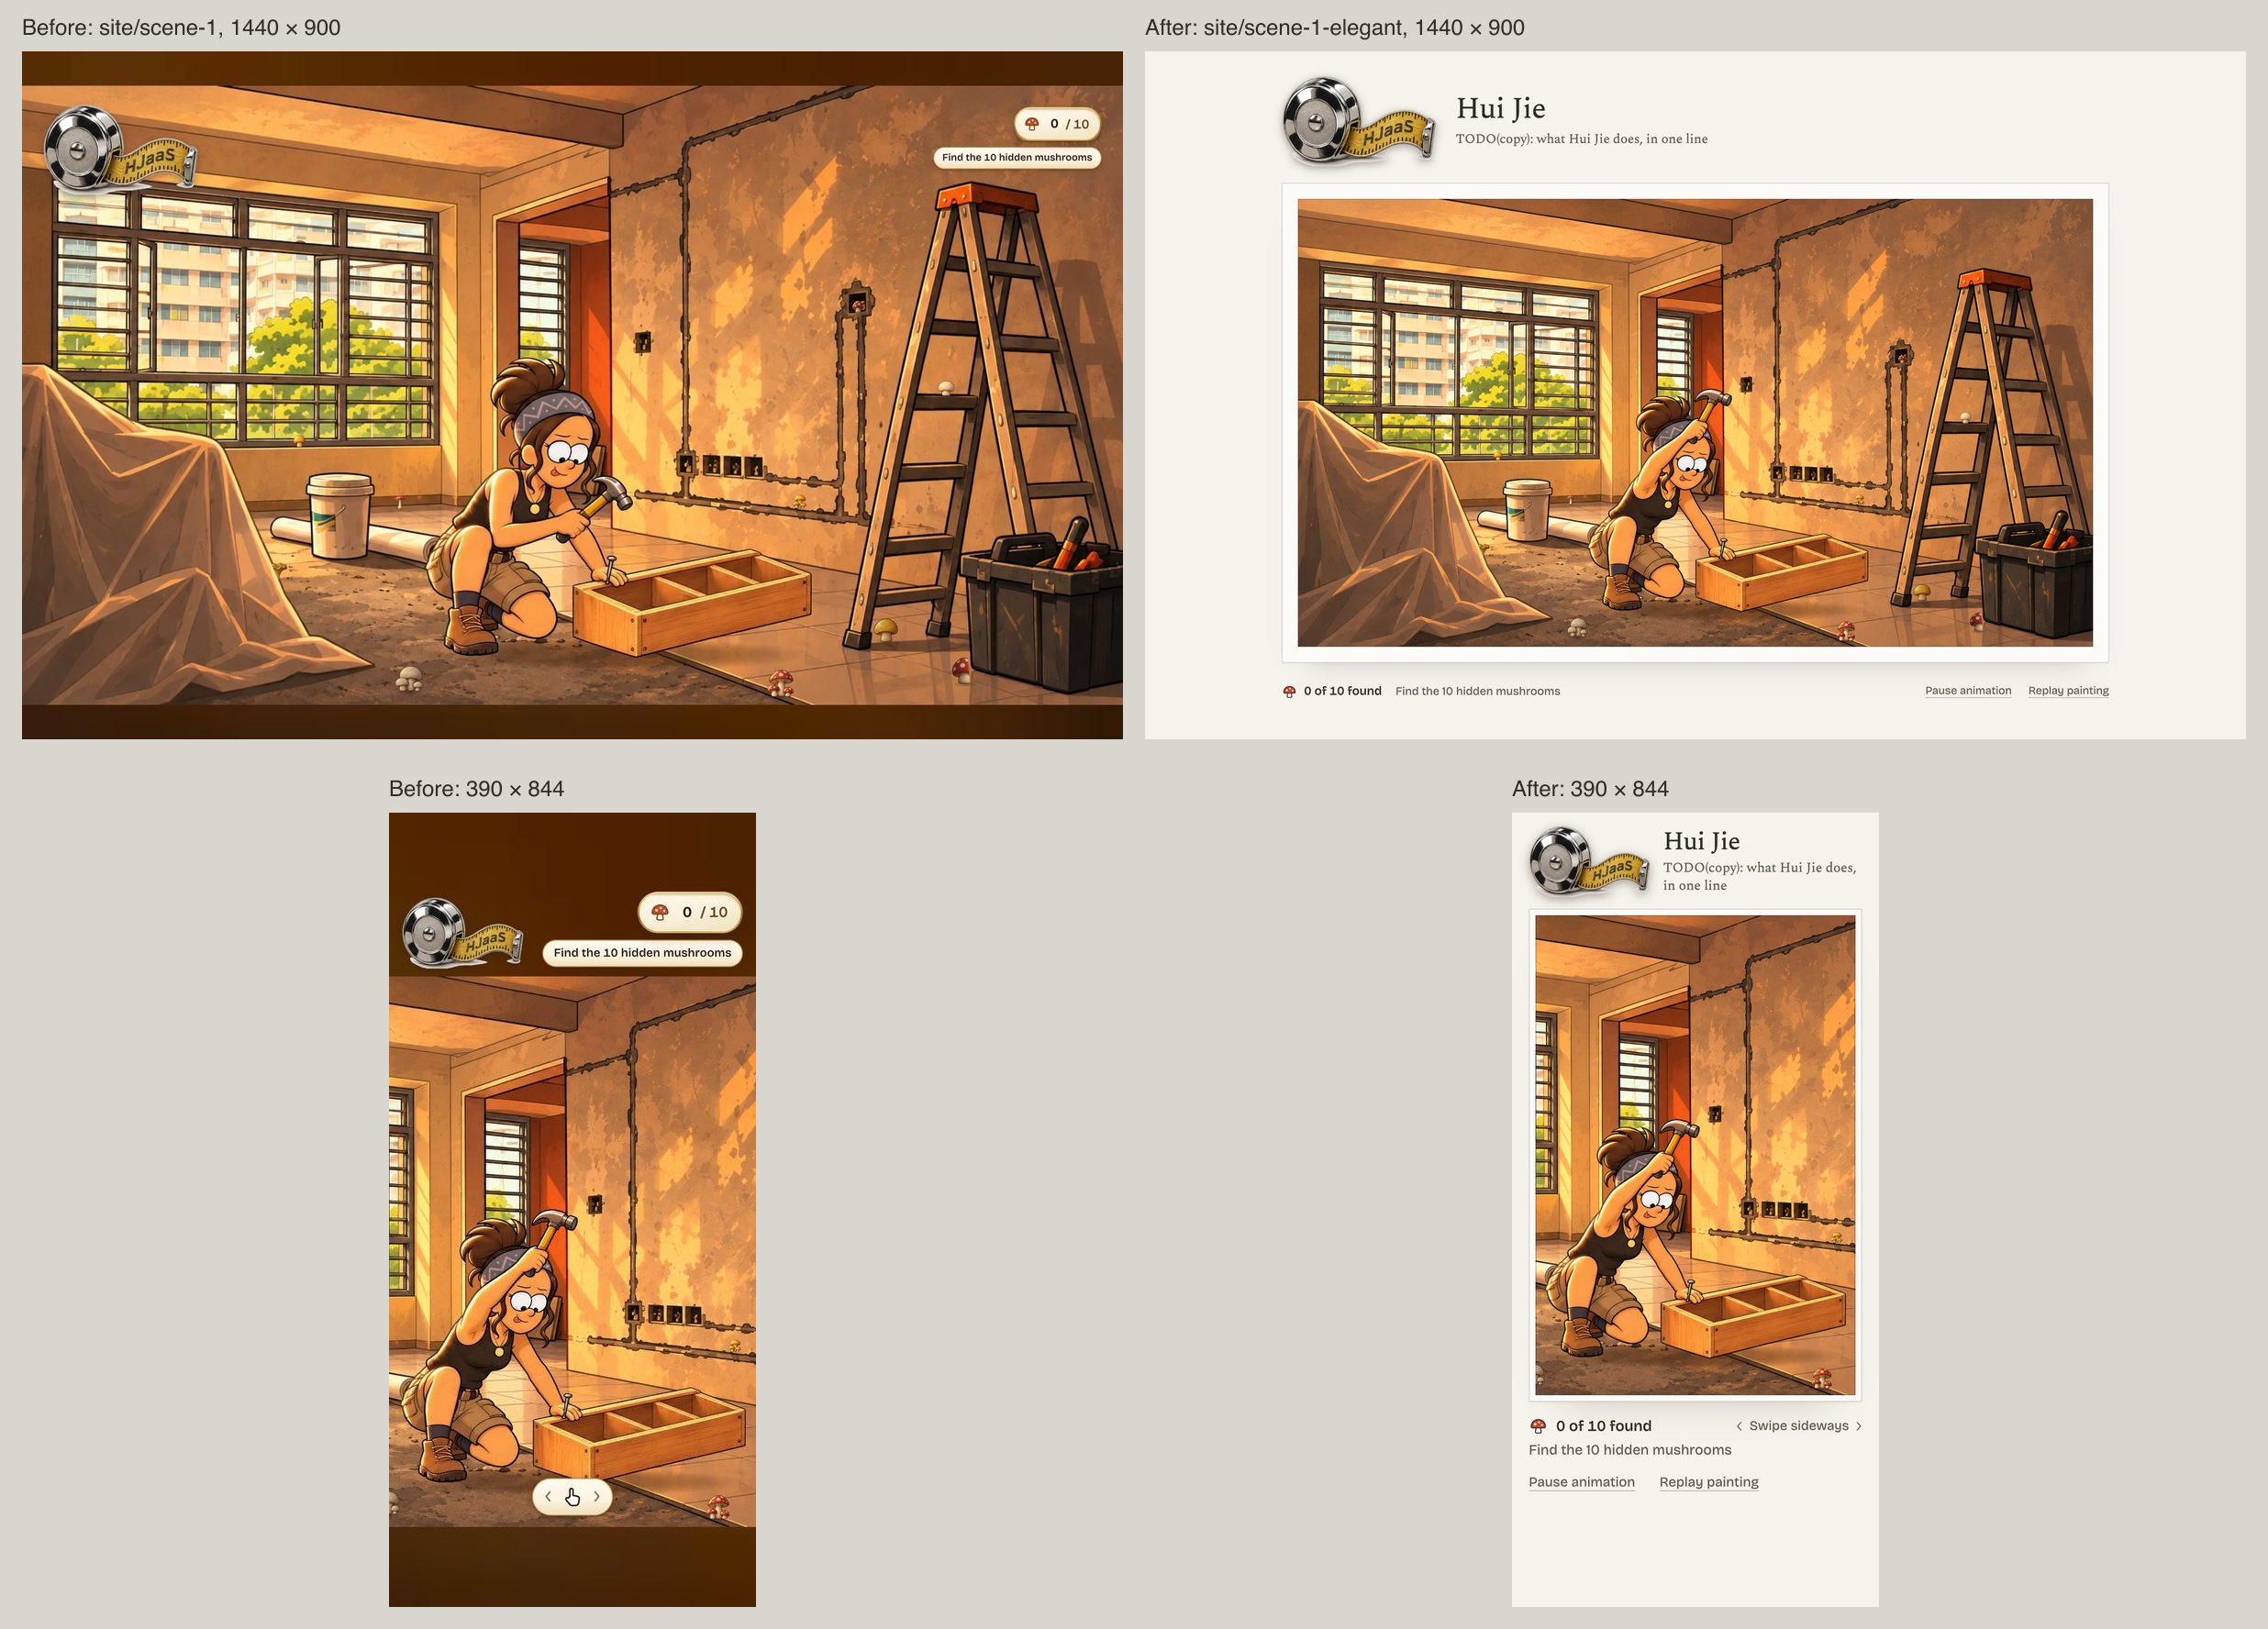 Before: site/scene-1, 1440 × 900
HJaaS
0 / 10
Find the 10 hidden mushrooms
After: site/scene-1-elegant, 1440 × 900
HJaaS
Hui Jie
TODO(copy): what Hui Jie does, in one line
0 of 10 found Find the 10 hidden mushrooms
Pause animation Replay painting
Before: 390 × 844
HJaaS
0 / 10
Find the 10 hidden mushrooms
After: 390 × 844
HJaaS
Hui Jie
TODO(copy): what Hui Jie does,
in one line
0 of 10 found
Swipe sideways
Find the 10 hidden mushrooms
Pause animation Replay painting